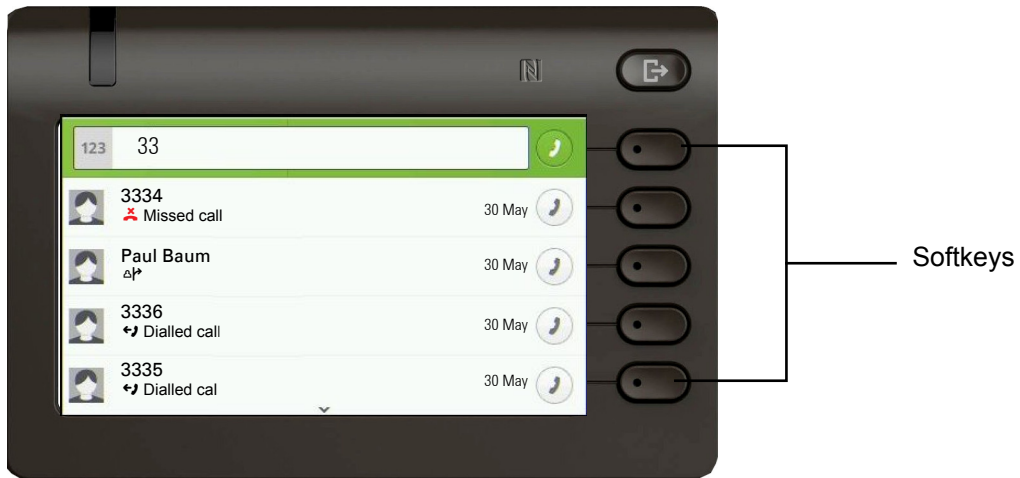 123 33
3334
Missed call 30 May
Paul Baum
30 May
3336
Dialled call 30 May
3335
Dialled cal 30 May
Softkeys